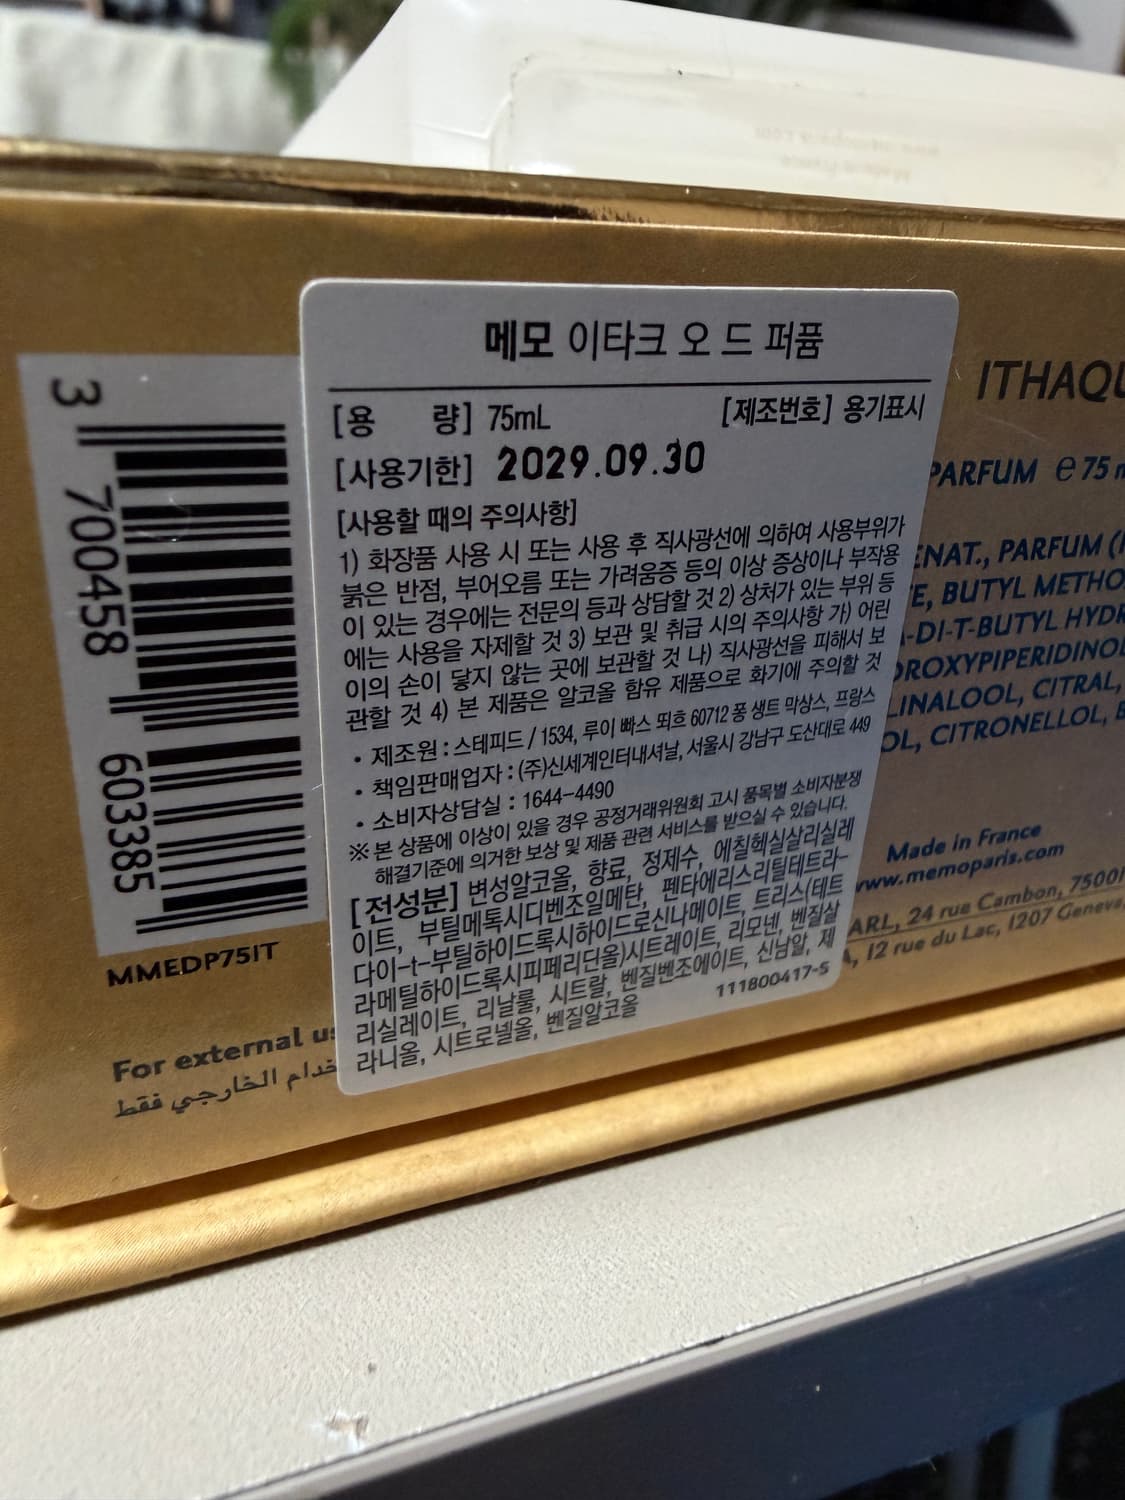 3 700458 603385
MMEDP75IT
For external us
خدام الخارجي فقط
메모 이타크 오 드 퍼퓸
[용 량] 75mL [제조번호] 용기표시
[사용기한] 2029.09.30
[사용할 때의 주의사항]
1) 화장품 사용 시 또는 사용 후 직사광선에 의하여 사용부위가
붉은 반점, 부어오름 또는 가려움증 등의 이상 증상이나 부작용
이 있는 경우에는 전문의 등과 상담할 것 2) 상처가 있는 부위 등
에는 사용을 자제할 것 3) 보관 및 취급 시의 주의사항 가) 어린
이의 손이 닿지 않는 곳에 보관할 것 나) 직사광선을 피해서 보
관할 것 4) 본 제품은 알코올 함유 제품으로 화기에 주의할 것
• 제조원 : 스테피드 / 1534, 루이 빠스 뙤흐 60712 퐁 생트 막상스, 프랑스
• 책임판매업자 : (주)신세계인터내셔날, 서울시 강남구 도산대로 449
• 소비자상담실 : 1644-4490
※ 본 상품에 이상이 있을 경우 공정거래위원회 고시 품목별 소비자분쟁
해결기준에 의거한 보상 및 제품 관련 서비스를 받으실 수 있습니다.
[전성분] 변성알코올, 향료, 정제수, 에칠헥실살리실레
이트, 부틸메톡시디벤조일메탄, 펜타에리스리틸테트라-
다이-t-부틸하이드록시하이드로신나메이트, 트리스(테트
라메틸하이드록시피페리딘올)시트레이트, 리모넨, 벤질살
리실레이트, 리날룰, 시트랄, 벤질벤조에이트, 신남알, 제
라니올, 시트로넬올, 벤질알코올
111800417-5
ITHAQU
PARFUM e 75 m
ENAT., PARFUM (
E, BUTYL METHO
A-DI-T-BUTYL HYDR
DROXYPIPERIDINOL
LINALOOL, CITRAL,
OL, CITRONELLOL, B
Made in France
www.memoparis.com
ARL, 24 rue Cambon, 7500
A, 12 rue du Lac, 1207 Geneva,